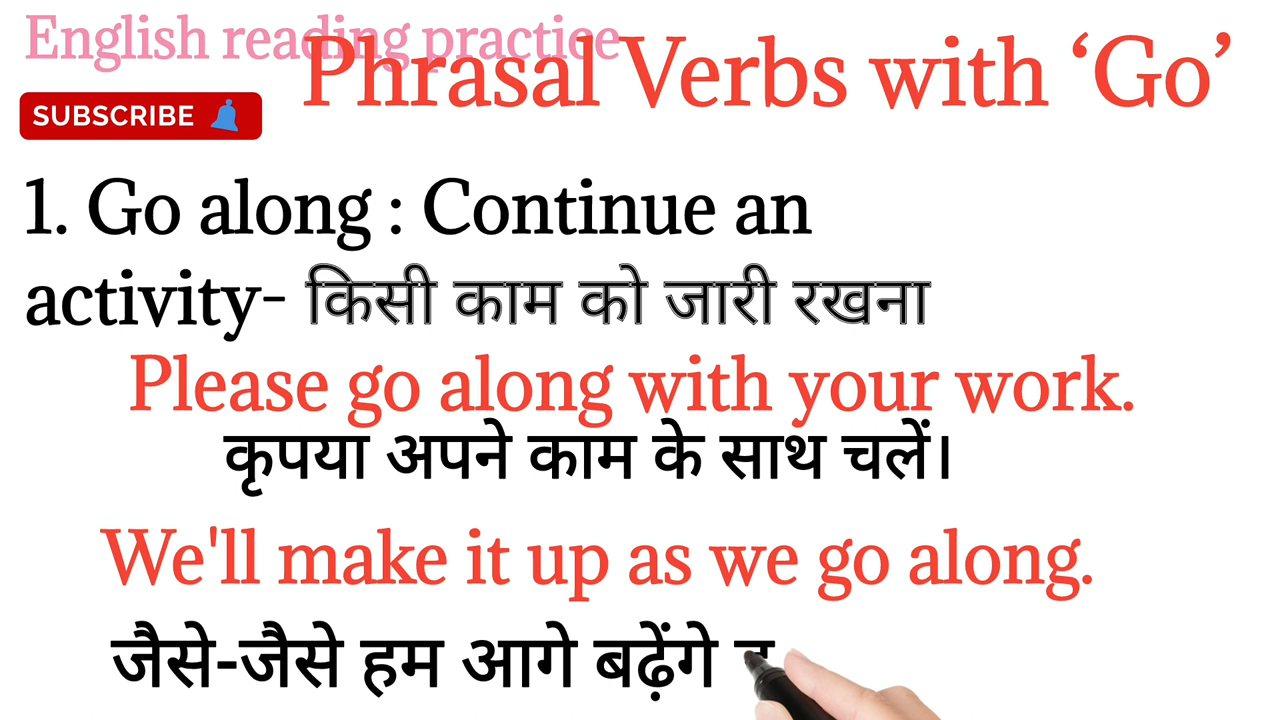 English reading practice
Phrasal Verbs with ‘Go’
SUBSCRIBE
1. Go along : Continue an
activity- किसी काम को जारी रखना
Please go along with your work.
कृपया अपने काम के साथ चलें।
We'll make it up as we go along.
जैसे-जैसे हम आगे बढ़ेंगे